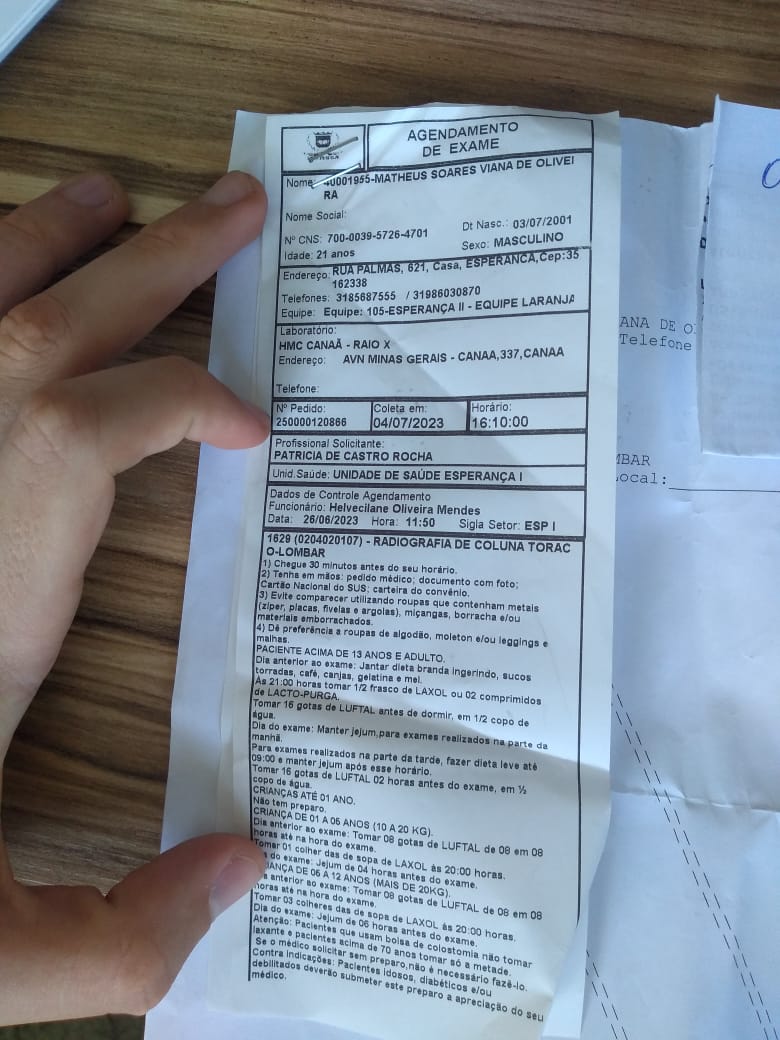 AGENDAMENTO
DE EXAME
Nome: 40001955-MATHEUS SOARES VIANA DE OLIVEI
RA
Nome Social:
Nº CNS: 700-0039-5726-4701 Dt Nasc.: 03/07/2001
Idade: 21 anos Sexo: MASCULINO
Endereço: RUA PALMAS, 621, Casa, ESPERANCA,Cep:35
162338
Telefones: 3185687555 / 31986030870
Equipe: Equipe: 105-ESPERANÇA II - EQUIPE LARANJA
Laboratório:
HMC CANAÃ - RAIO X
Endereço: AVN MINAS GERAIS - CANAA,337,CANAA
Telefone:
Nº Pedido: Coleta em: Horário:
250000120866 04/07/2023 16:10:00
Profissional Solicitante:
PATRICIA DE CASTRO ROCHA
Unid.Saúde: UNIDADE DE SAÚDE ESPERANÇA I
Dados de Controle Agendamento
Funcionário: Helvecilane Oliveira Mendes
Data: 26/06/2023 Hora: 11:50 Sigla Setor: ESP I
1629 (0204020107) - RADIOGRAFIA DE COLUNA TORAC
O-LOMBAR
1) Chegue 30 minutos antes do seu horário.
2) Tenha em mãos: pedido médico; documento com foto;
Cartão Nacional do SUS; carteira do convênio.
3) Evite comparecer utilizando roupas que contenham metais
(zíper, placas, fivelas e argolas), miçangas, borracha e/ou
materiais emborrachados.
4) Dê preferência a roupas de algodão, moleton e/ou leggings e
malhas.
PACIENTE ACIMA DE 13 ANOS E ADULTO.
Dia anterior ao exame: Jantar dieta branda ingerindo, sucos
torradas, café, canjas, gelatina e mel.
Às 21:00 horas tomar 1/2 frasco de LAXOL ou 02 comprimidos
de LACTO-PURGA.
Tomar 16 gotas de LUFTAL antes de dormir, em 1/2 copo de
água.
Dia do exame: Manter jejum,para exames realizados na parte da
manhã.
Para exames realizados na parte da tarde, fazer dieta leve até
09:00 e manter jejum após esse horário.
Tomar 16 gotas de LUFTAL 02 horas antes do exame, em ½
copo de água.
CRIANÇAS ATÉ 01 ANO.
Não tem preparo.
CRIANÇA DE 01 A 05 ANOS (10 A 20 KG).
Dia anterior ao exame: Tomar 08 gotas de LUFTAL de 08 em 08
horas até na hora do exame.
Tomar 01 colher das de sopa de LAXOL às 20:00 horas.
do exame: Jejum de 04 horas antes do exame.
IANÇA DE 06 A 12 ANOS (MAIS DE 20KG).
anterior ao exame: Tomar 08 gotas de LUFTAL de 08 em 08
horas até na hora do exame.
Tomar 03 colheres das de sopa de LAXOL às 20:00 horas.
Dia do exame: Jejum de 06 horas antes do exame.
Atenção: Pacientes que usam bolsa de colostomia não tomar
laxante e pacientes acima de 70 anos tomar só a metade.
Se o médico solicitar sem preparo,não é necessário fazê-lo.
Contra indicações: Pacientes idosos, diabéticos e/ou
debilitados deverão submeter este preparo a apreciação do seu
médico.
ANA DE O
Telefone
MBAR
ocal: